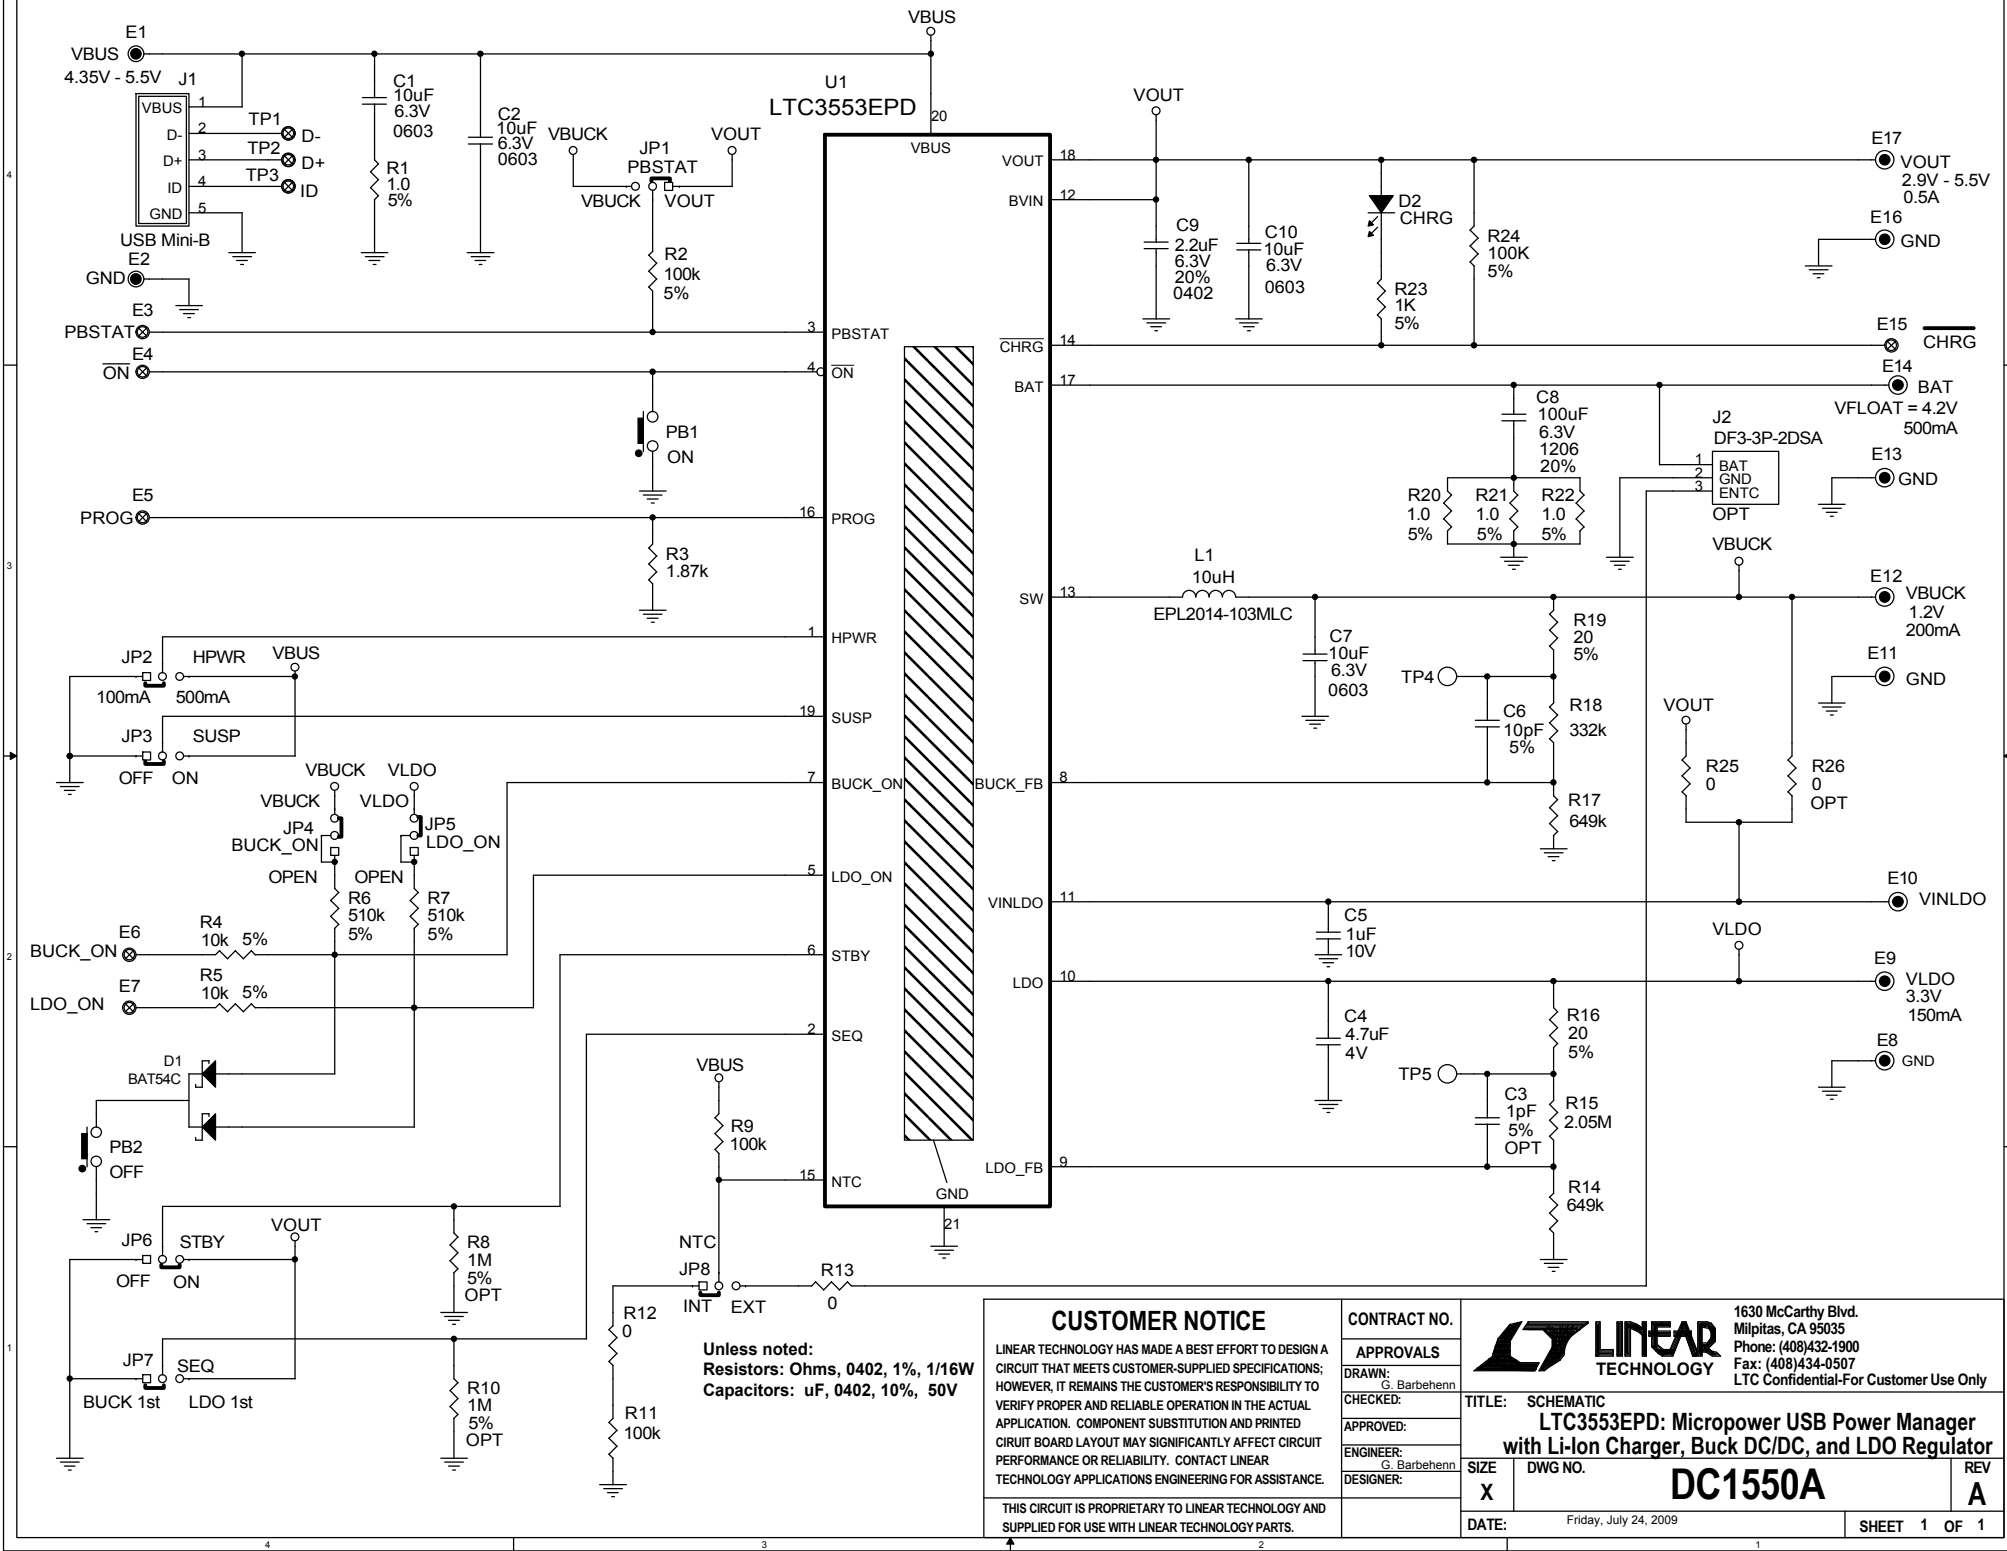 E1
VBUS
4.35V - 5.5V
J1
VBUS
D-
D+
ID
GND
1
2
3
4
5
USB Mini-B
TP1
D-
TP2
D+
TP3
ID
E2
GND
C1
10uF
6.3V
0603
R1
1.0
5%
C2
10uF
6.3V
0603
VBUS
U1
LTC3553EPD
20
VBUS
VBUCK
VOUT
JP1
PBSTAT
VBUCK
VOUT
R2
100k
5%
E3
PBSTAT
3
PBSTAT
E4
ON
4
ON
PB1
ON
E5
PROG
16
PROG
R3
1.87k
1
HPWR
JP2
HPWR
VBUS
100mA
500mA
19
SUSP
JP3
SUSP
OFF
ON
VBUCK
VLDO
VBUCK
VLDO
JP4
BUCK_ON
JP5
LDO_ON
OPEN
OPEN
7
BUCK_ON
5
LDO_ON
R6
510k
5%
R7
510k
5%
E6
BUCK_ON
R4
10k 5%
6
STBY
E7
LDO_ON
R5
10k 5%
2
SEQ
D1
BAT54C
PB2
OFF
VBUS
R9
100k
15
NTC
JP6
STBY
VOUT
OFF
ON
R8
1M
5%
OPT
JP7
SEQ
BUCK 1st
LDO 1st
R10
1M
5%
OPT
NTC
JP8
INT
EXT
R13
0
R12
0
R11
100k
GND
21
VOUT
VOUT
18
BVIN
12
C9
2.2uF
6.3V
20%
0402
C10
10uF
6.3V
0603
D2
CHRG
R23
1K
5%
R24
100K
5%
E17
VOUT
2.9V - 5.5V
0.5A
E16
GND
CHRG
14
E15
CHRG
BAT
17
E14
BAT
VFLOAT = 4.2V
500mA
C8
100uF
6.3V
1206
20%
R20
1.0
5%
R21
1.0
5%
R22
1.0
5%
J2
DF3-3P-2DSA
1
2
3
BAT
GND
ENTC
OPT
E13
GND
SW
13
L1
10uH
EPL2014-103MLC
VBUCK
E12
VBUCK
1.2V
200mA
E11
GND
C7
10uF
6.3V
0603
R19
20
5%
TP4
C6
10pF
5%
R18
332k
BUCK_FB
8
R17
649k
VOUT
R25
0
R26
0
OPT
VINLDO
11
E10
VINLDO
C5
1uF
10V
VLDO
LDO
10
E9
VLDO
3.3V
150mA
E8
GND
C4
4.7uF
4V
R16
20
5%
TP5
C3
1pF
5%
OPT
R15
2.05M
LDO_FB
9
R14
649k
Unless noted:
Resistors: Ohms, 0402, 1%, 1/16W
Capacitors: uF, 0402, 10%, 50V
CUSTOMER NOTICE
LINEAR TECHNOLOGY HAS MADE A BEST EFFORT TO DESIGN A
CIRCUIT THAT MEETS CUSTOMER-SUPPLIED SPECIFICATIONS;
HOWEVER, IT REMAINS THE CUSTOMER'S RESPONSIBILITY TO
VERIFY PROPER AND RELIABLE OPERATION IN THE ACTUAL
APPLICATION. COMPONENT SUBSTITUTION AND PRINTED
CIRUIT BOARD LAYOUT MAY SIGNIFICANTLY AFFECT CIRCUIT
PERFORMANCE OR RELIABILITY. CONTACT LINEAR
TECHNOLOGY APPLICATIONS ENGINEERING FOR ASSISTANCE.
THIS CIRCUIT IS PROPRIETARY TO LINEAR TECHNOLOGY AND
SUPPLIED FOR USE WITH LINEAR TECHNOLOGY PARTS.
CONTRACT NO.
APPROVALS
DRAWN:
G. Barbehenn
CHECKED:
APPROVED:
ENGINEER:
G. Barbehenn
DESIGNER:
LINEAR
TECHNOLOGY
1630 McCarthy Blvd.
Milpitas, CA 95035
Phone: (408)432-1900
Fax: (408)434-0507
LTC Confidential-For Customer Use Only
TITLE: SCHEMATIC
LTC3553EPD: Micropower USB Power Manager
with Li-Ion Charger, Buck DC/DC, and LDO Regulator
SIZE
X
DWG NO.
DC1550A
REV
A
DATE:
Friday, July 24, 2009
SHEET 1 OF 1
4
3
2
1
4
3
2
1